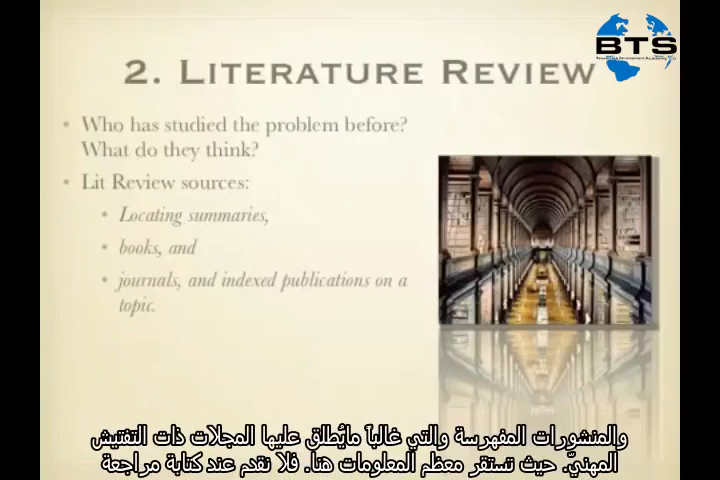 BTS
2. LITERATURE REVIEW
• Who has studied the problem before?
What do they think?
• Lit Review sources:
• Locating summaries,
• books, and
• journals, and indexed publications on a
topic.
والمنشورات المفهرسة والتي غالباً مايُطلق عليها المجلات ذات التفتيش
المهنيّ. حيث تستقر معظم المعلومات هنا. فلا نقدم عند كتابة مراجعة